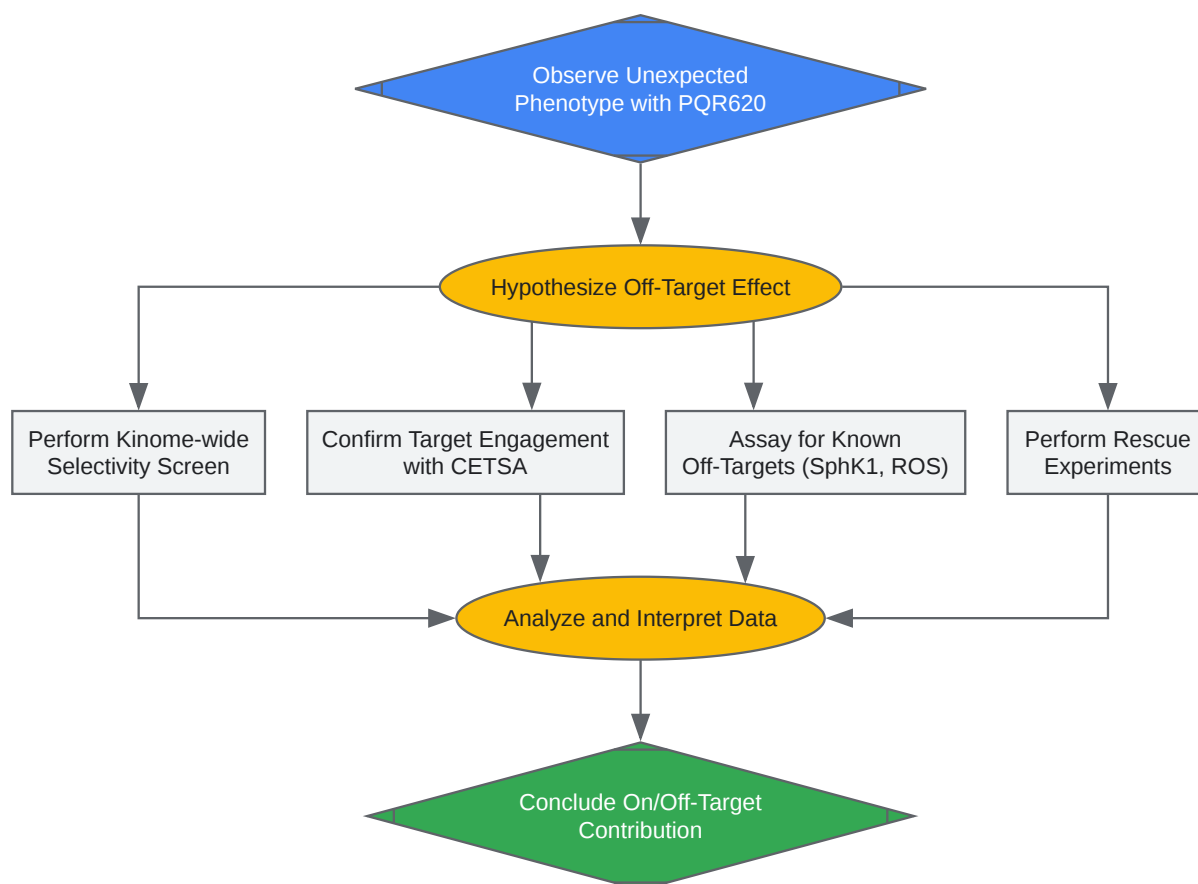 Observe Unexpected
Phenotype with PQR620
Hypothesize Off-Target Effect
Perform Kinome-wide
Selectivity Screen
Confirm Target Engagement
with CETSA
Assay for Known
Off-Targets (SphK1, ROS)
Perform Rescue
Experiments
Analyze and Interpret Data
Conclude On/Off-Target
Contribution